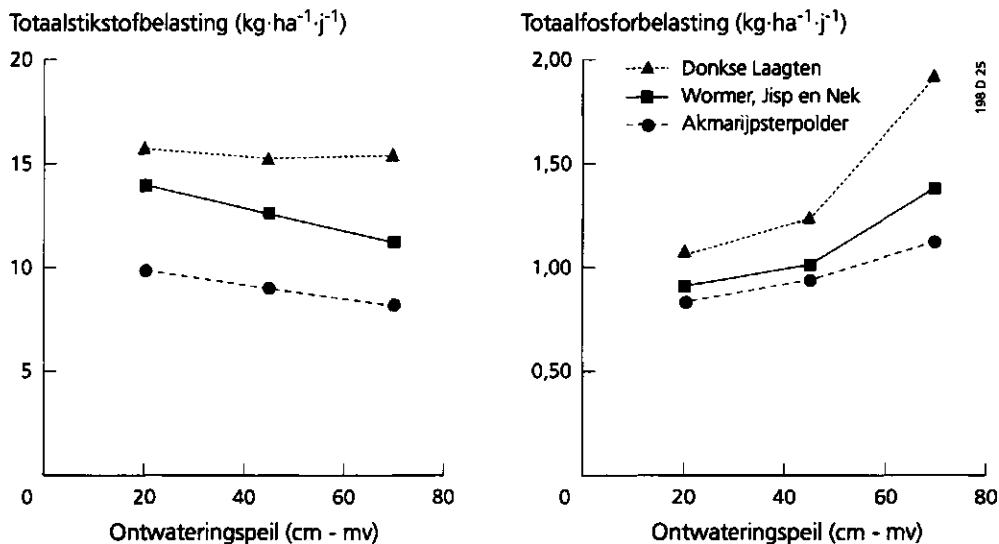 Totaalstikstofbelasting (kg·ha⁻¹·j⁻¹)
20
15
10
5
0
20
40
60
80
Ontwateringspeil (cm - mv)
Totaalfosforbelasting (kg·ha⁻¹·j⁻¹)
2,00
1,50
1,00
0,50
0
20
40
60
80
Ontwateringspeil (cm - mv)
Donkse Laagten
Wormer, Jisp en Nek
Akmarijpsterpolder
198 D 25